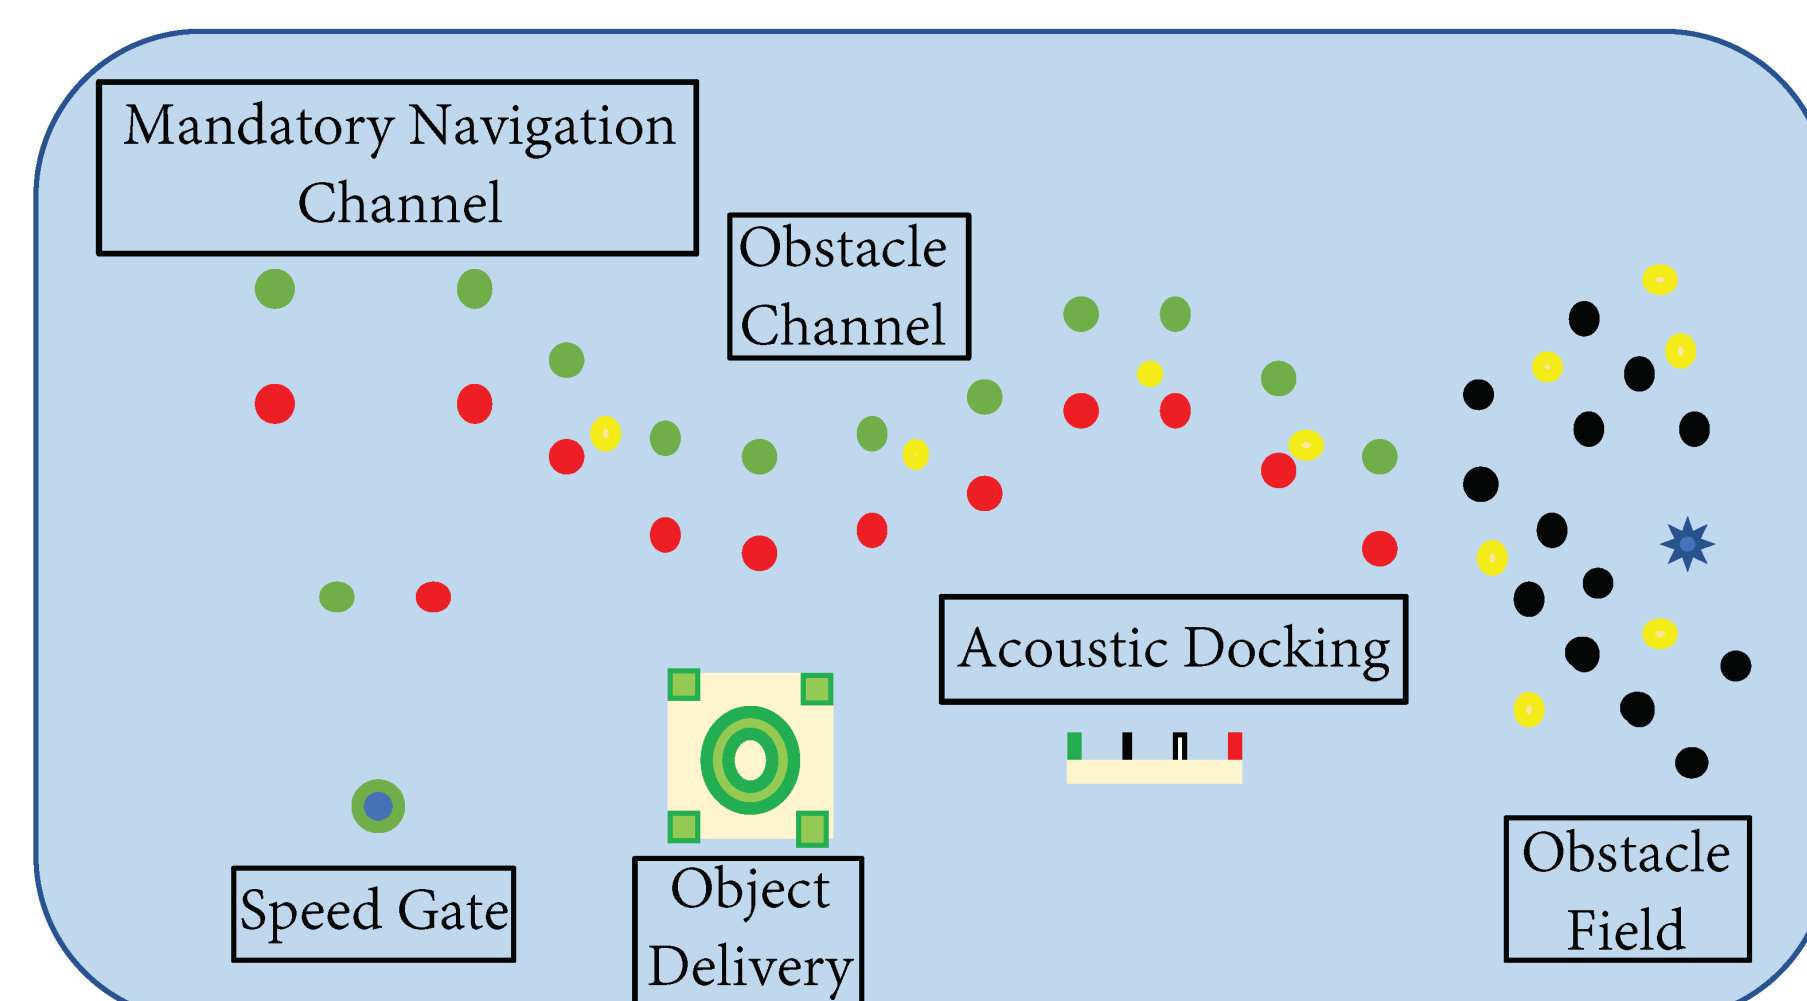 Mandatory Navigation
Channel
Obstacle
Channel
Acoustic Docking
Speed Gate
Object
Delivery
Obstacle
Field